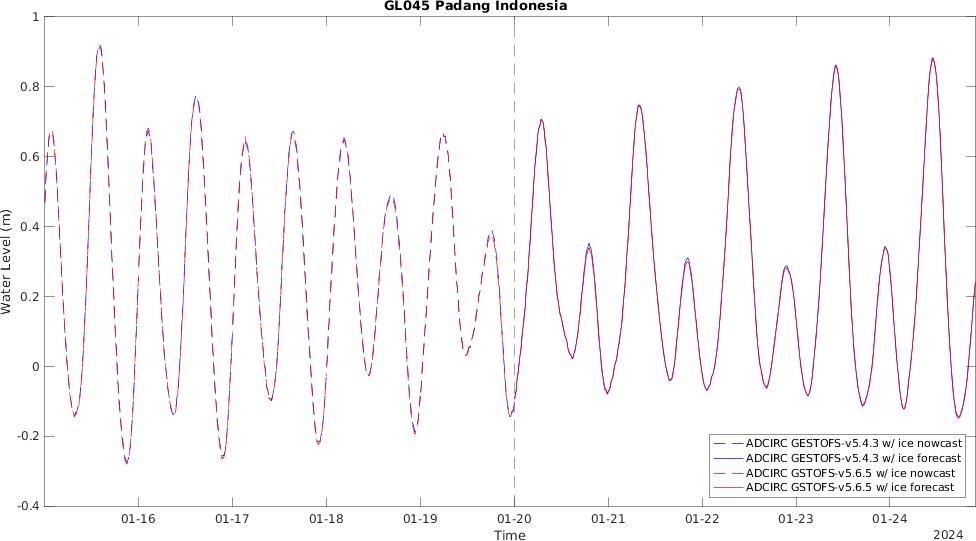 GL045 Padang Indonesia
1
0.8
0.6
0.4
0.2
0
-0.2
-0.4
Water Level (m)
ADCIRC GESTOFS-v5.4.3 w/ ice nowcast
ADCIRC GESTOFS-v5.4.3 w/ ice forecast
ADCIRC GSTOFS-v5.6.5 w/ ice nowcast
ADCIRC GSTOFS-v5.6.5 w/ ice forecast
01-16 01-17 01-18 01-19 01-20 01-21 01-22 01-23 01-24
Time
2024